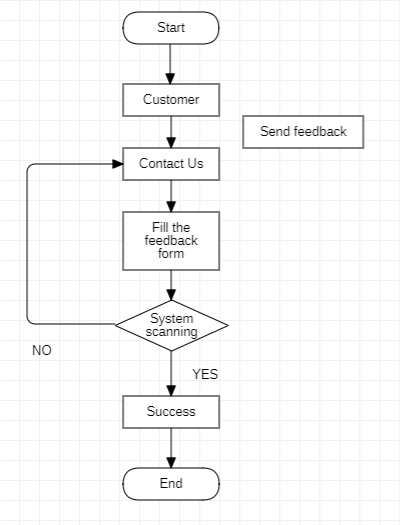 Start
Customer
Send feedback
Contact Us
Fill the
feedback
form
System
scanning
NO
YES
Success
End